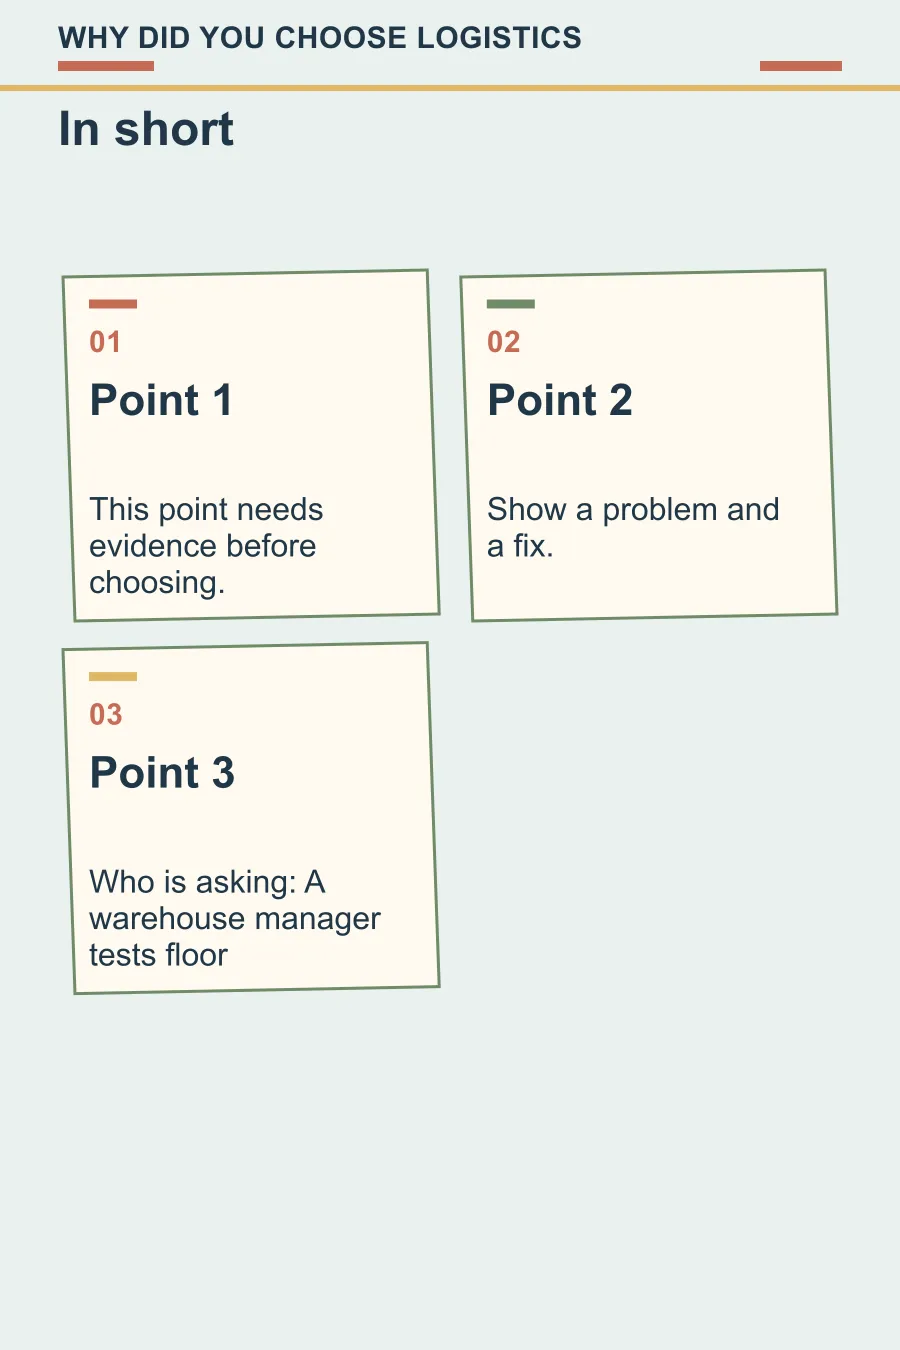 WHY DID YOU CHOOSE LOGISTICS
In short
01
Point 1
This point needs
evidence before
choosing.
02
Point 2
Show a problem and
a fix.
03
Point 3
Who is asking: A
warehouse manager
tests floor